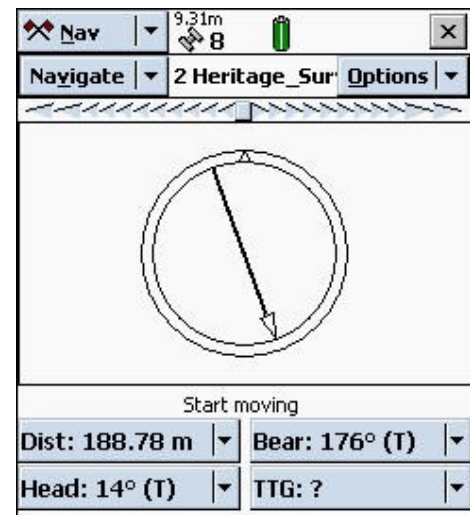 Nav 9.31m 8
Navigate 2 Heritage_Sur Options
Start moving
Dist: 188.78 m Bear: 176° (T)
Head: 14° (T) TTG: ?